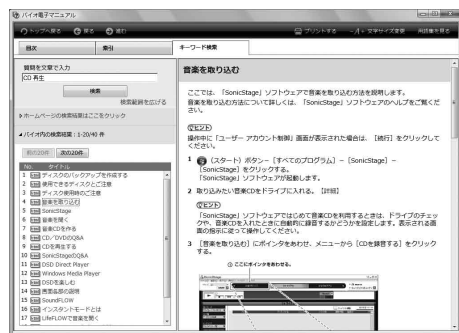 バイオ電子マニュアル
トップへ戻る 戻る 進む プリントする 文字サイズ変更 用語集を見る
目次 索引 キーワード検索
質問を文章で入力
CD 再生
検索
検索範囲を広げる
ホームページの検索結果はここをクリック
バイオ内の検索結果:1-20/40 件
前の20件 次の20件
No. タイトル
1 ディスクのバックアップを作成する
2 使用できるディスクとご注意
3 ディスク使用時のご注意
4 音楽を取り込む
5 SonicStage
6 音楽を聞く
7 音楽CDを作る
8 CD/DVDのQ&A
9 CDを再生する
10 SonicStageのQ&A
11 DSD Direct Player
12 Windows Media Player
13 DSDを楽しむ
14 画面各部の説明
15 SoundFLOW
16 インスタントモードとは
17 LifeFLOWで音楽を聞く
音楽を取り込む
ここでは、「SonicStage」ソフトウェアで音楽を取り込む方法を説明します。
音楽を取り込む方法について詳しくは、「SonicStage」ソフトウェアのヘルプをご覧くだ
さい。
ヒント
操作中に「ユーザー アカウント制御」画面が表示された場合は、[続行]をクリックして
ください。
1 (スタート)ボタン-[すべてのプログラム]-[SonicStage]-
[SonicStage]をクリックする。
「SonicStage」ソフトウェアが起動します。
2 取り込みたい音楽CDをドライブに入れる。【詳細】
ヒント
「SonicStage」ソフトウェアではじめて音楽CDを利用するときは、ドライブのチェッ
クや、音楽CDを入れたときに自動的に録音するかどうかを設定します。表示される画
面の指示に従って操作してください。
3 [音楽を取り込む]にポインタをあわせ、メニューから[CDを録音する]をクリック
する。
①ここにポインタをあわせる。